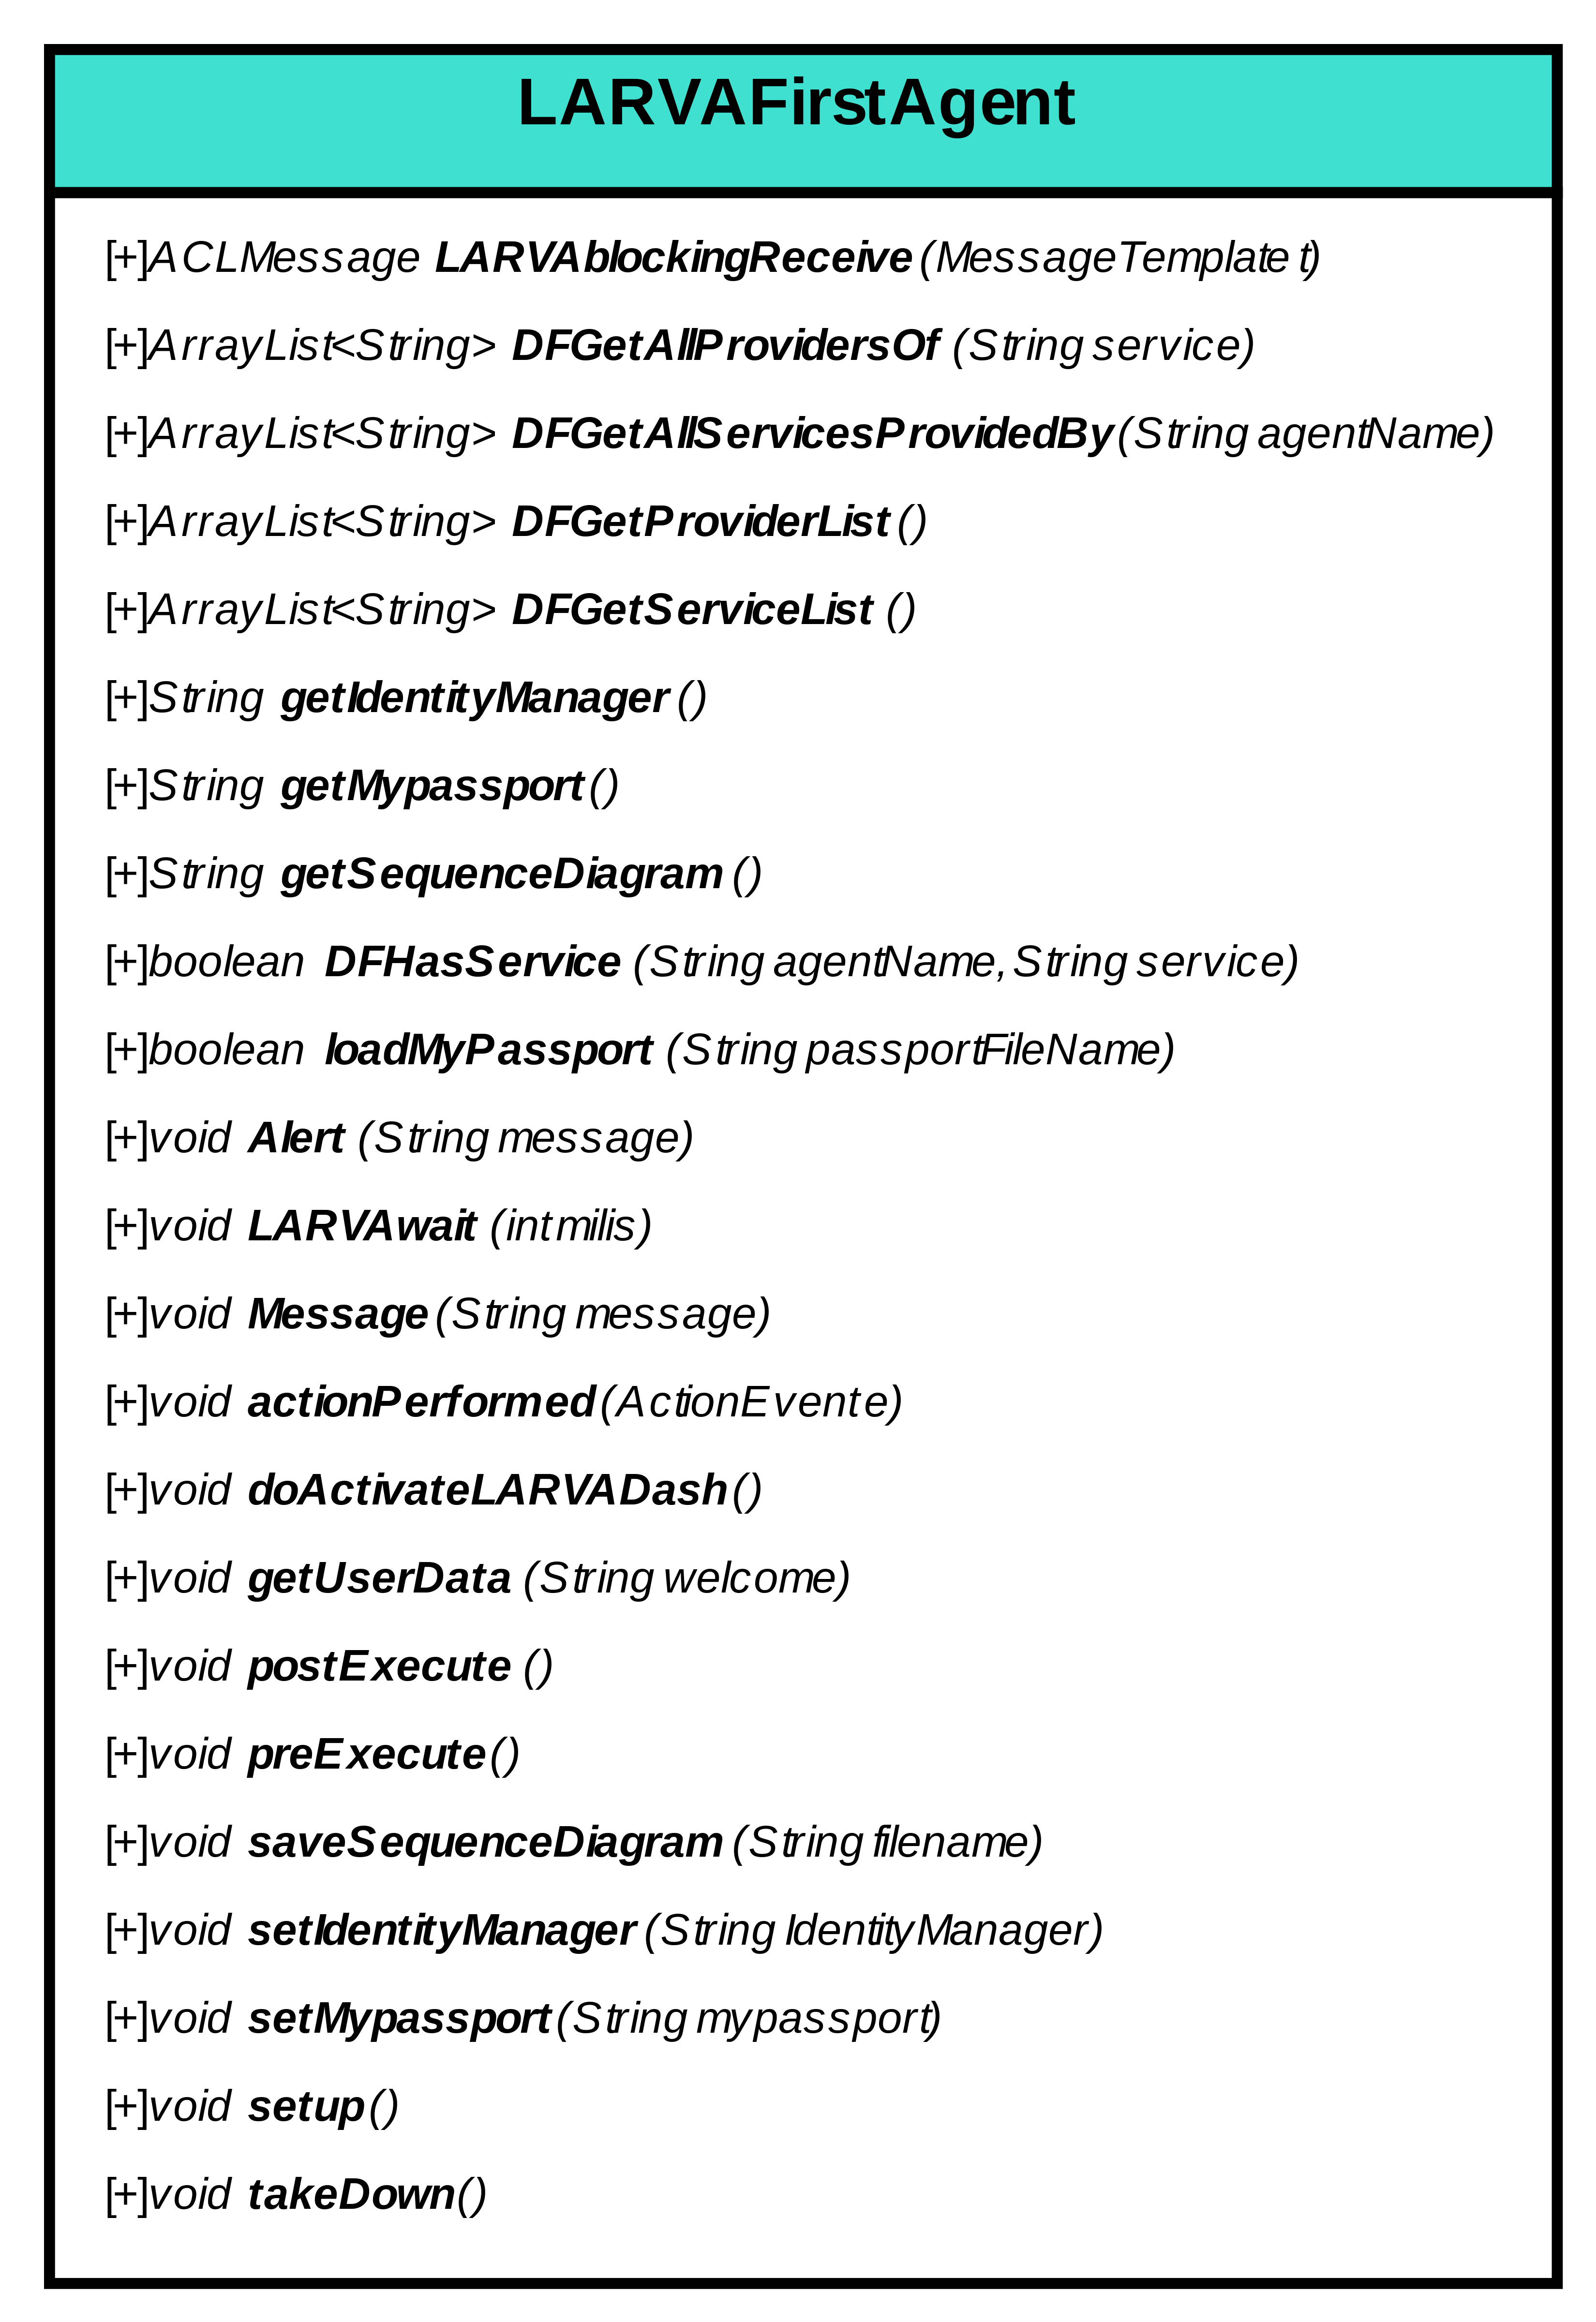 LARVAFirstAgent
[+]ACLMessage LARVAblockingReceive (MessageTemplate t)
[+]ArrayList<String> DFGetAllProvidersOf (String service)
[+]ArrayList<String> DFGetAllServicesProvidedBy (String agentName)
[+]ArrayList<String> DFGetProviderList ()
[+]ArrayList<String> DFGetServiceList ()
[+]String getIdentityManager ()
[+]String getMypassport ()
[+]String getSequenceDiagram ()
[+]boolean DFHasService (String agentName, String service)
[+]boolean loadMyPassport (String passportFileName)
[+]void Alert (String message)
[+]void LARVAwait (int milis)
[+]void Message (String message)
[+]void actionPerformed (ActionEvent e)
[+]void doActivateLARVADash ()
[+]void getUserData (String welcome)
[+]void postExecute ()
[+]void preExecute ()
[+]void saveSequenceDiagram (String filename)
[+]void setIdentityManager (String IdentityManager)
[+]void setMypassport (String mypassport)
[+]void setup ()
[+]void takeDown ()